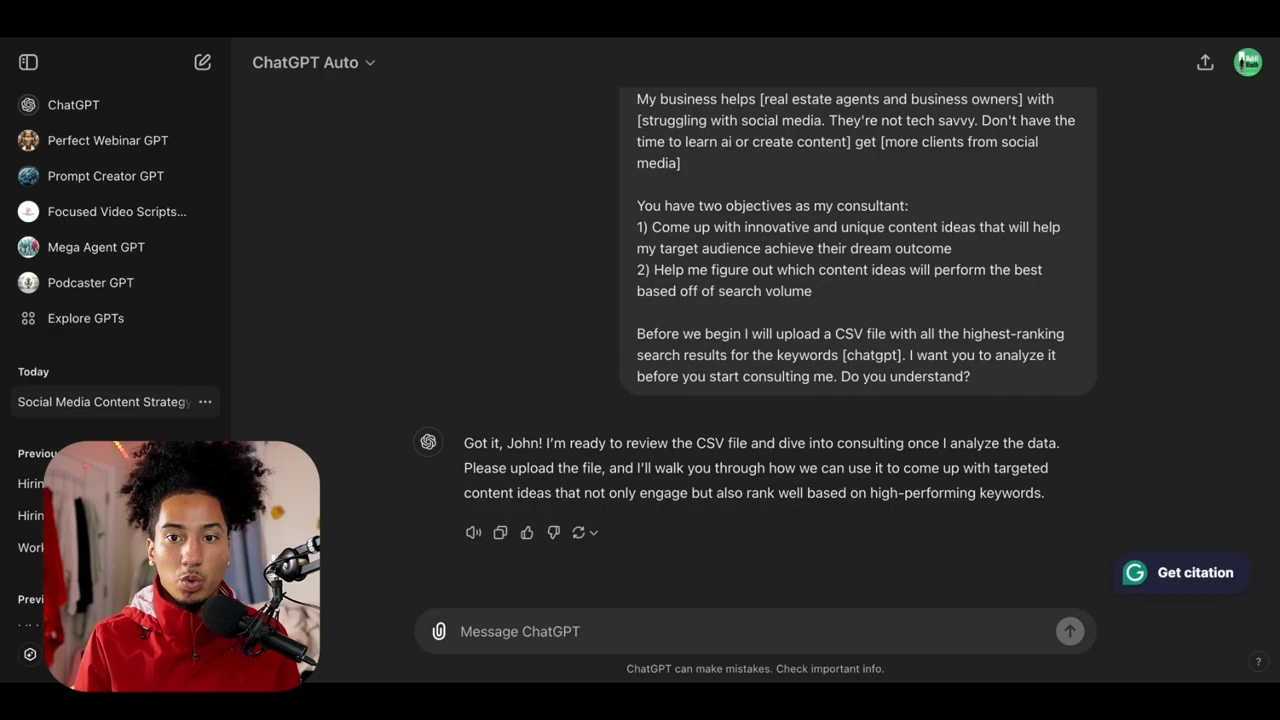 ChatGPT Auto
ChatGPT
Perfect Webinar GPT
Prompt Creator GPT
Focused Video Scripts...
Mega Agent GPT
Podcaster GPT
Explore GPTs
Today
Social Media Content Strategy
Previou
Hirin
Hirin
Work
Previ
My business helps [real estate agents and business owners] with
[struggling with social media. They're not tech savvy. Don't have the
time to learn ai or create content] get [more clients from social
media]
You have two objectives as my consultant:
1) Come up with innovative and unique content ideas that will help
my target audience achieve their dream outcome
2) Help me figure out which content ideas will perform the best
based off of search volume
Before we begin I will upload a CSV file with all the highest-ranking
search results for the keywords [chatgpt]. I want you to analyze it
before you start consulting me. Do you understand?
Got it, John! I'm ready to review the CSV file and dive into consulting once I analyze the data.
Please upload the file, and I'll walk you through how we can use it to come up with targeted
content ideas that not only engage but also rank well based on high-performing keywords.
Get citation
Message ChatGPT
ChatGPT can make mistakes. Check important info.
?